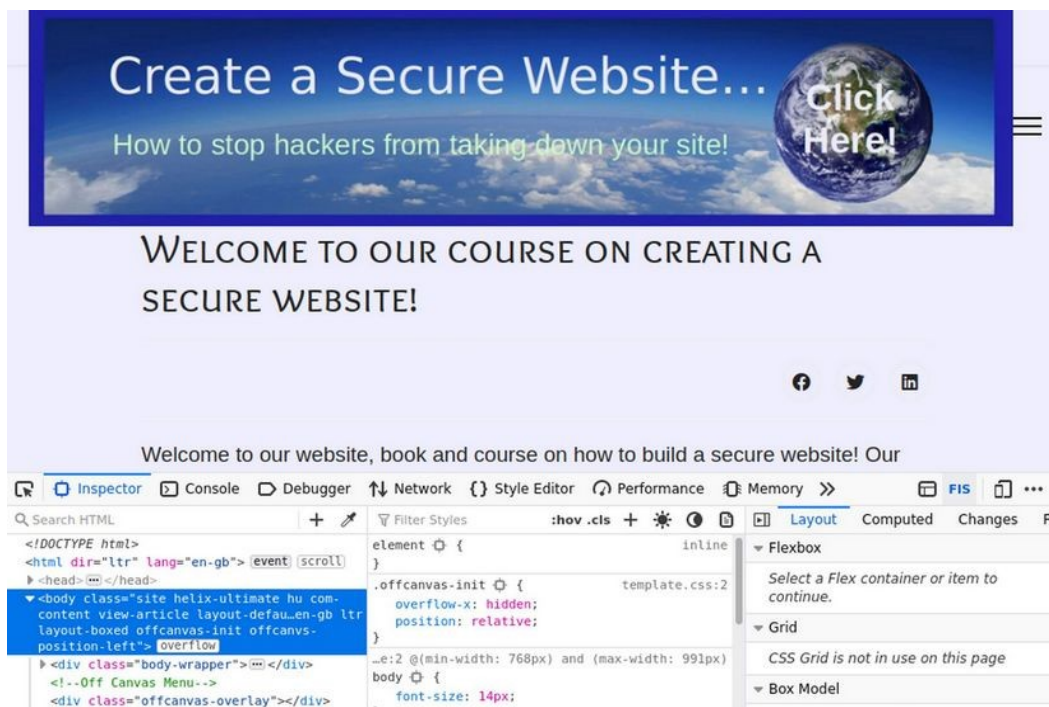 Create a Secure Website...
How to stop hackers from taking down your site!
Click
Here!
WELCOME TO OUR COURSE ON CREATING A
SECURE WEBSITE!
Welcome to our website, book and course on how to build a secure website! Our
Inspector Console Debugger Network {} Style Editor Performance Memory FIS
Search HTML +
<!DOCTYPE html>
<html dir="ltr" lang="en-gb"> event scroll
<head> </head>
<body class="site helix-ultimate hu com-
content view-article layout-defau…en-gb ltr
layout-boxed offcanvas-init offcanvs-
position-left"> overflow
<div class="body-wrapper"> </div>
<!--Off Canvas Menu-->
<div class="offcanvas-overlay"></div>
Filter Styles :hov .cls +
element { inline
}
.offcanvas-init { template.css:2
overflow-x: hidden;
position: relative;
}
…e:2 @(min-width: 768px) and (max-width: 991px)
body {
font-size: 14px;
Layout Computed Changes
Flexbox
Select a Flex container or item to
continue.
Grid
CSS Grid is not in use on this page
Box Model